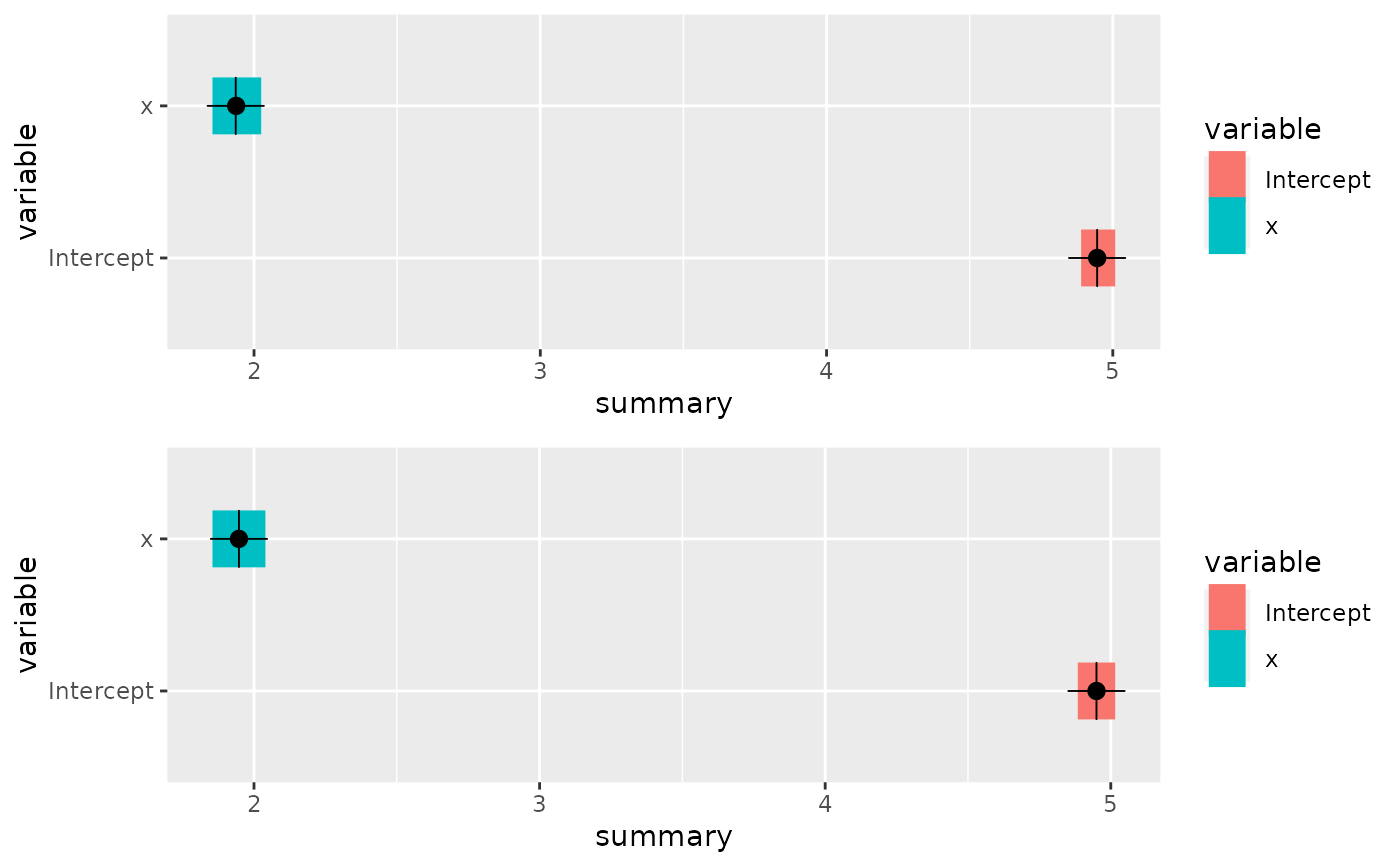 variable
x
Intercept
2 3 4 5
summary
variable
Intercept
x
variable
x
Intercept
2 3 4 5
summary
variable
Intercept
x